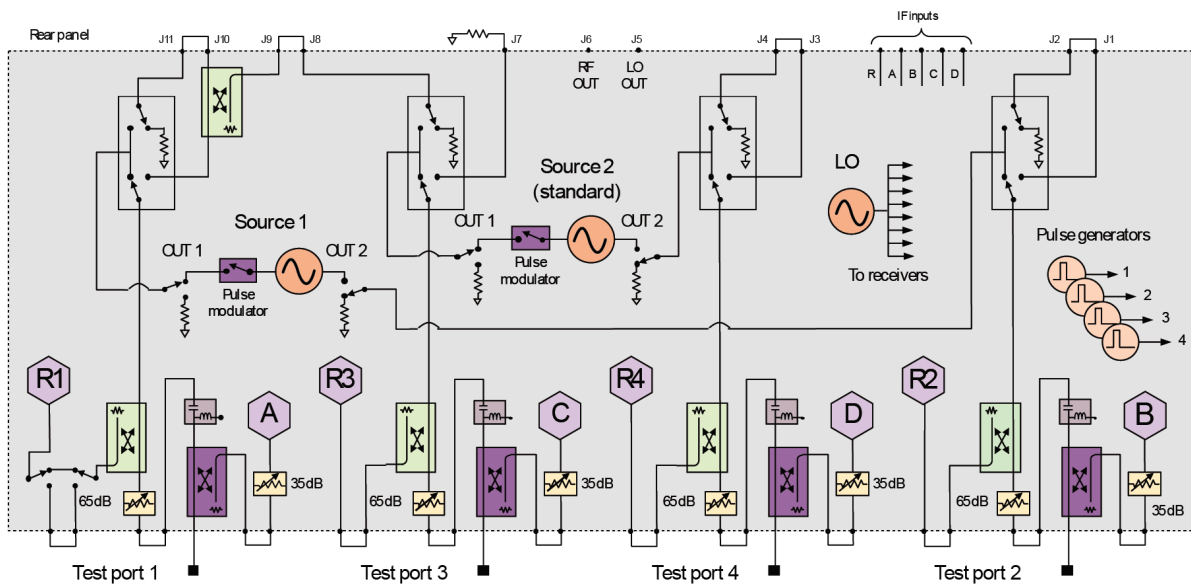 Rear panel
J11
J10
J9
J8
J7
J6
J5
J4
J3
IF inputs
J2
J1
RF
OUT
LO
OUT
R
A
B
C
D
Source 1
OUT 1
OUT 2
Pulse
modulator
Source 2
(standard)
OUT 1
OUT 2
Pulse
modulator
LO
To receivers
Pulse generators
1
2
3
4
R1
A
R3
C
R4
D
R2
B
65dB
35dB
65dB
35dB
65dB
35dB
65dB
35dB
Test port 1
Test port 3
Test port 4
Test port 2